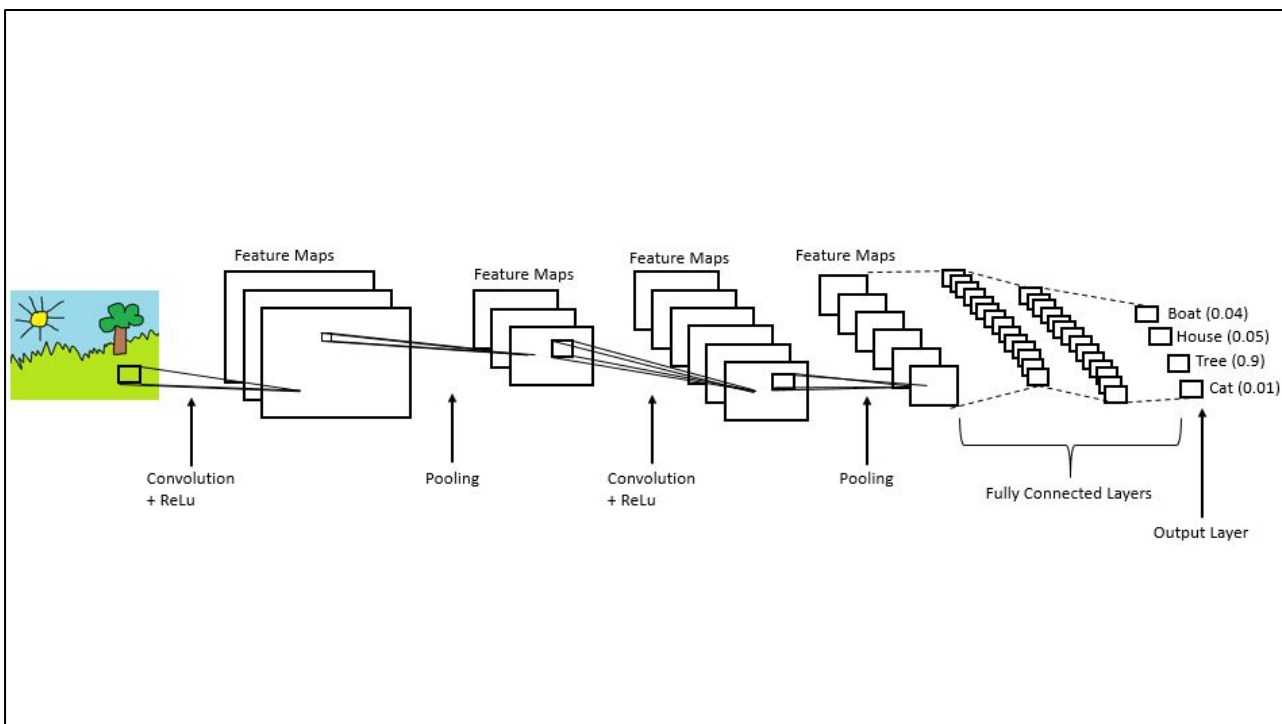 Feature Maps
Feature Maps
Feature Maps
Feature Maps
Boat (0.04)
House (0.05)
Tree (0.9)
Cat (0.01)
Convolution
+ ReLu
Pooling
Convolution
+ ReLu
Pooling
Fully Connected Layers
Output Layer